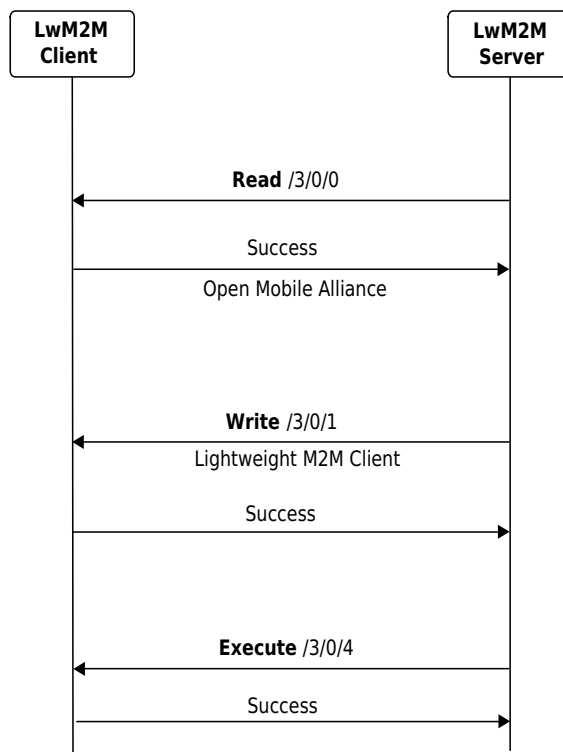 LwM2M
Client
LwM2M
Server
Read /3/0/0
Success
Open Mobile Alliance
Write /3/0/1
Lightweight M2M Client
Success
Execute /3/0/4
Success